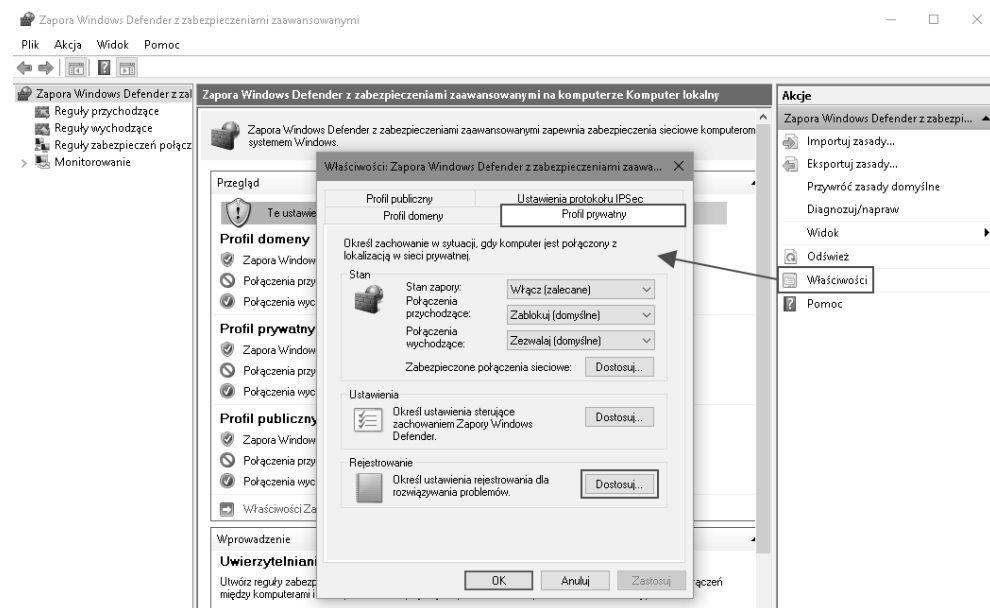 Zapora Windows Defender z zabezpieczeniami zaawansowanymi
Plik Akcja Widok Pomoc
Zapora Windows Defender z zal
Reguły przychodzące
Reguły wychodzące
Reguły zabezpieczeń połącz
Monitorowanie
Zapora Windows Defender z zabezpieczeniami zaawansowanymi na komputerze Komputer lokalny
Zapora Windows Defender z zabezpieczeniami zaawansowanymi zapewnia zabezpieczenia sieciowe komputerom
systemem Windows.
Przegląd
Te ustawie
Profil domeny
Zapora Window
Połączenia przy
Połączenia wyc
Profil prywatny
Zapora Window
Połączenia przy
Połączenia wyc
Profil publiczny
Zapora Window
Połączenia przy
Połączenia wyc
Właściwości Za
Wprowadzenie
Uwierzytelniani
Utwórz reguły zabezp
ączeń
między komputerami i
Właściwości: Zapora Windows Defender z zabezpieczeniami zaawa...
Profil publiczny Ustawienia protokołu IPSec
Profil domeny Profil prywatny
Określ zachowanie w sytuacji, gdy komputer jest połączony z
lokalizacją w sieci prywatnej.
Stan
Stan zapory: Włącz (zalecane)
Połączenia
przychodzące: Zablokuj (domyślne)
Połączenia
wychodzące: Zezwalaj (domyślne)
Zabezpieczone połączenia sieciowe: Dostosuj...
Ustawienia
Określ ustawienia sterujące
zachowaniem Zapory Windows
Defender.
Dostosuj...
Rejestrowanie
Określ ustawienia rejestrowania dla
rozwiązywania problemów.
Dostosuj...
OK Anuluj Zastosuj
Akcje
Zapora Windows Defender z zabezpi...
Importuj zasady...
Eksportuj zasady...
Przywróć zasady domyślne
Diagnozuj/napraw
Widok
Odśwież
Właściwości
Pomoc